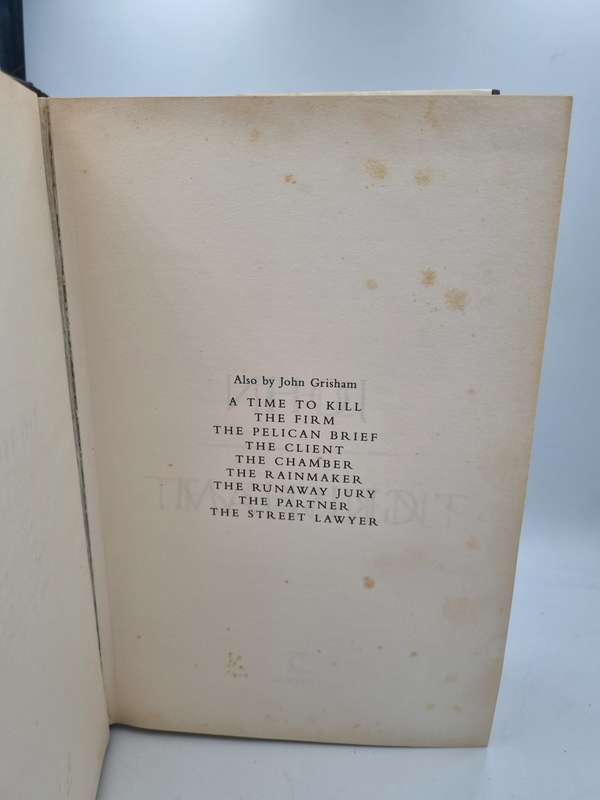 Also by John Grisham
A TIME TO KILL
THE FIRM
THE PELICAN BRIEF
THE CLIENT
THE CHAMBER
THE RAINMAKER
THE RUNAWAY JURY
THE PARTNER
THE STREET LAWYER